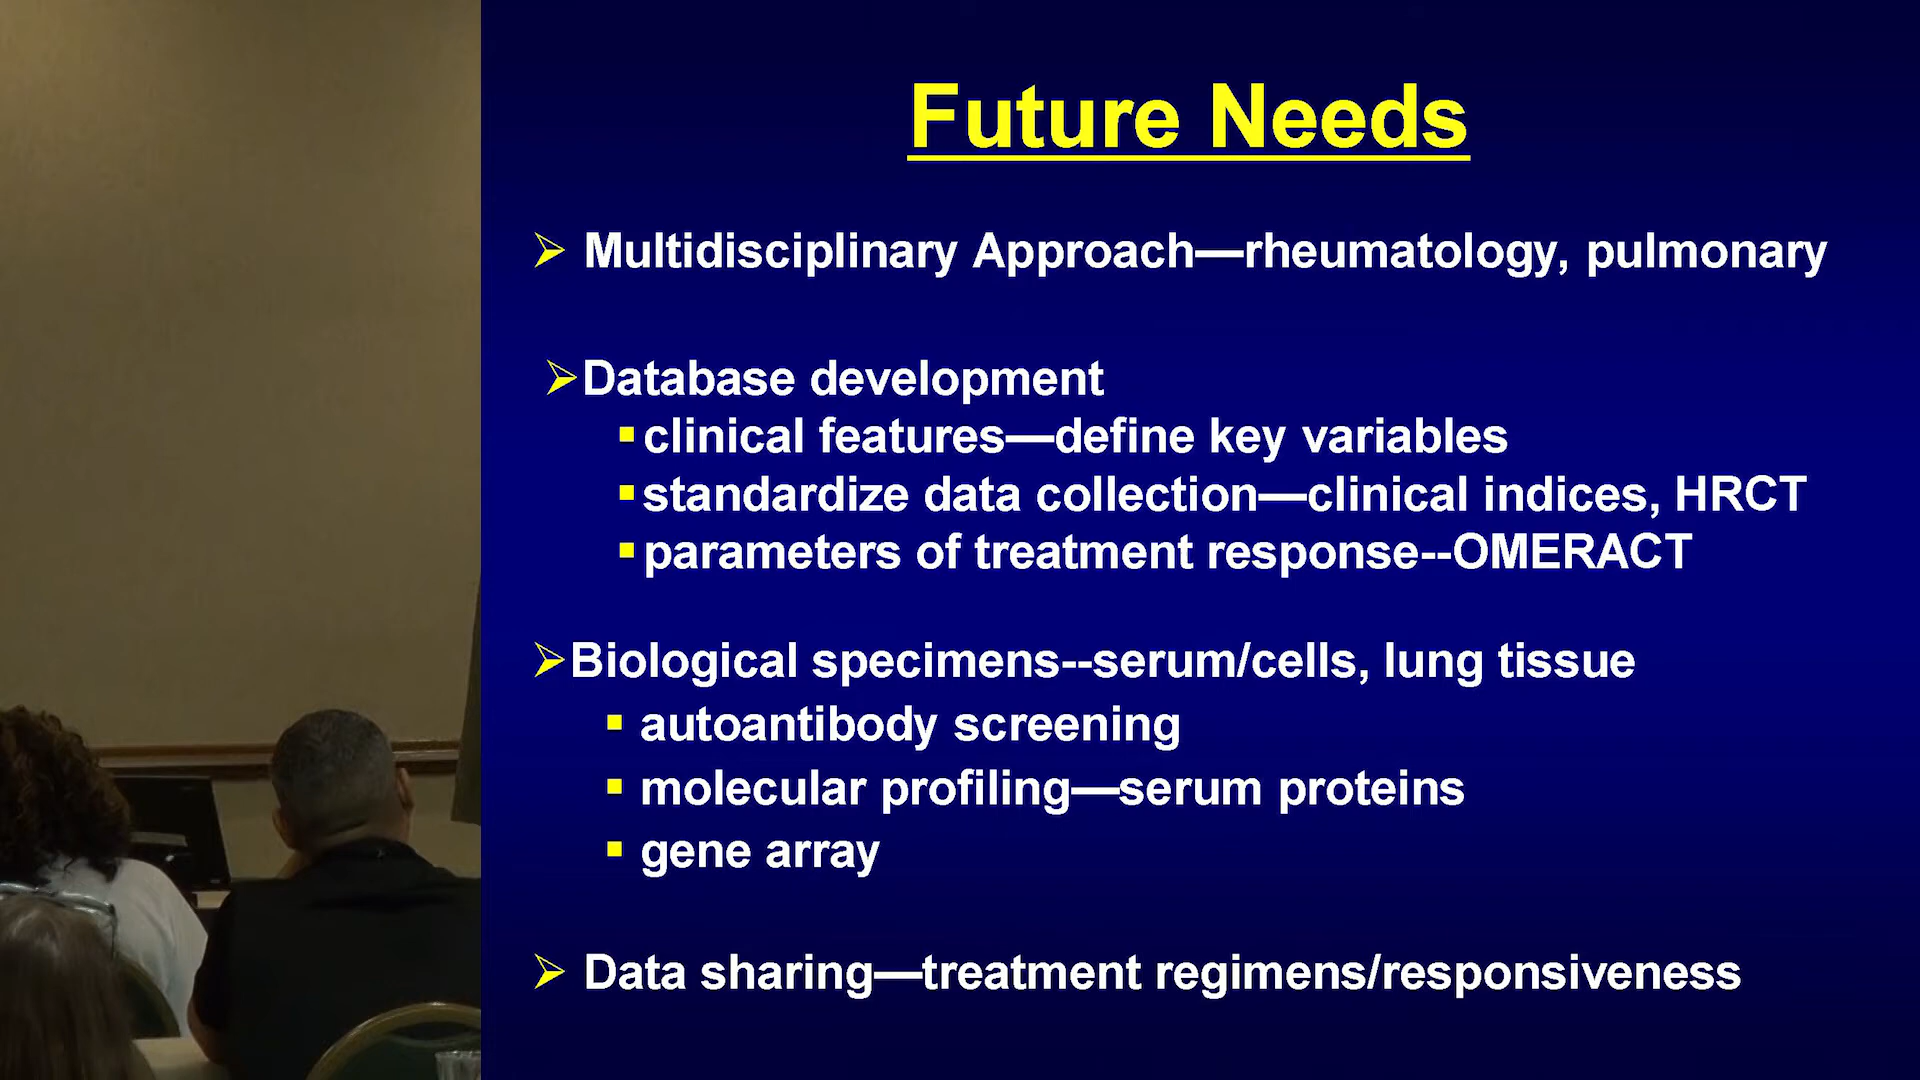 Future Needs
➢ Multidisciplinary Approach—rheumatology, pulmonary
➢Database development
▪clinical features—define key variables
▪standardize data collection—clinical indices, HRCT
▪parameters of treatment response--OMERACT
➢Biological specimens--serum/cells, lung tissue
▪ autoantibody screening
▪ molecular profiling—serum proteins
▪ gene array
➢ Data sharing—treatment regimens/responsiveness